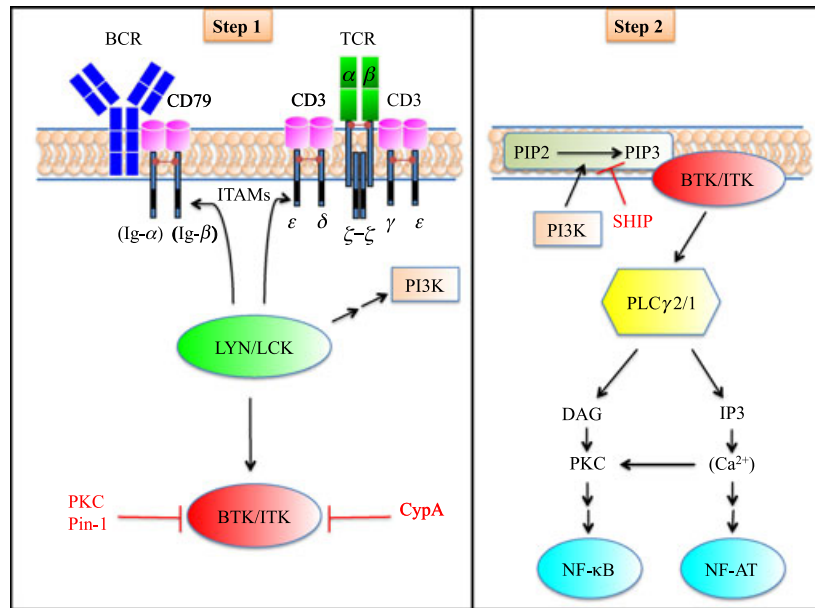 Step 1
BCR
TCR
CD79
CD3
α β
CD3
ITAMs
(Ig-α) (Ig-β)
ε δ
ζ–ζ
γ ε
PI3K
LYN/LCK
PKC
Pin-1
BTK/ITK
CypA
Step 2
PIP2
PIP3
BTK/ITK
PI3K
SHIP
PLCγ2/1
DAG
IP3
PKC
(Ca²⁺)
NF-κB
NF-AT